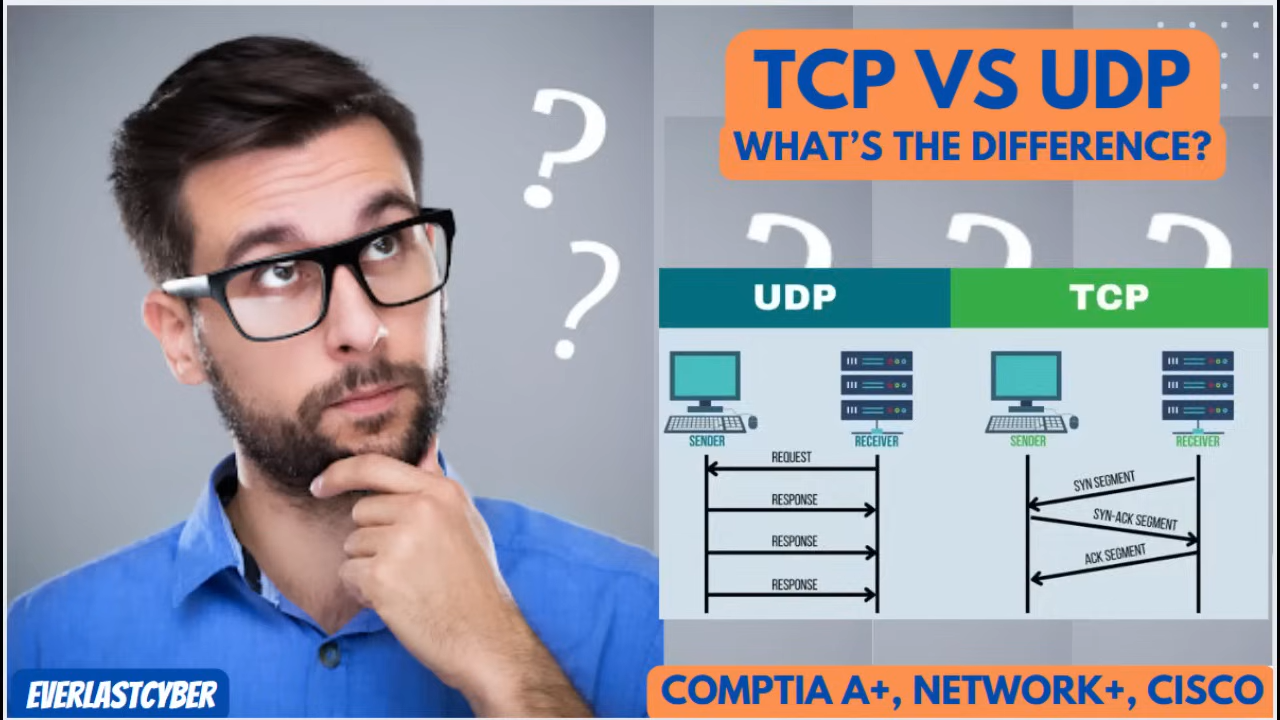 TCP VS UDP
WHAT'S THE DIFFERENCE?
? ?
? ? ?
UDP
TCP
SENDER
RECEIVER
SENDER
RECEIVER
REQUEST
RESPONSE
RESPONSE
RESPONSE
SYN SEGMENT
SYN-ACK SEGMENT
ACK SEGMENT
EVERLASTCYBER
COMPTIA A+, NETWORK+, CISCO